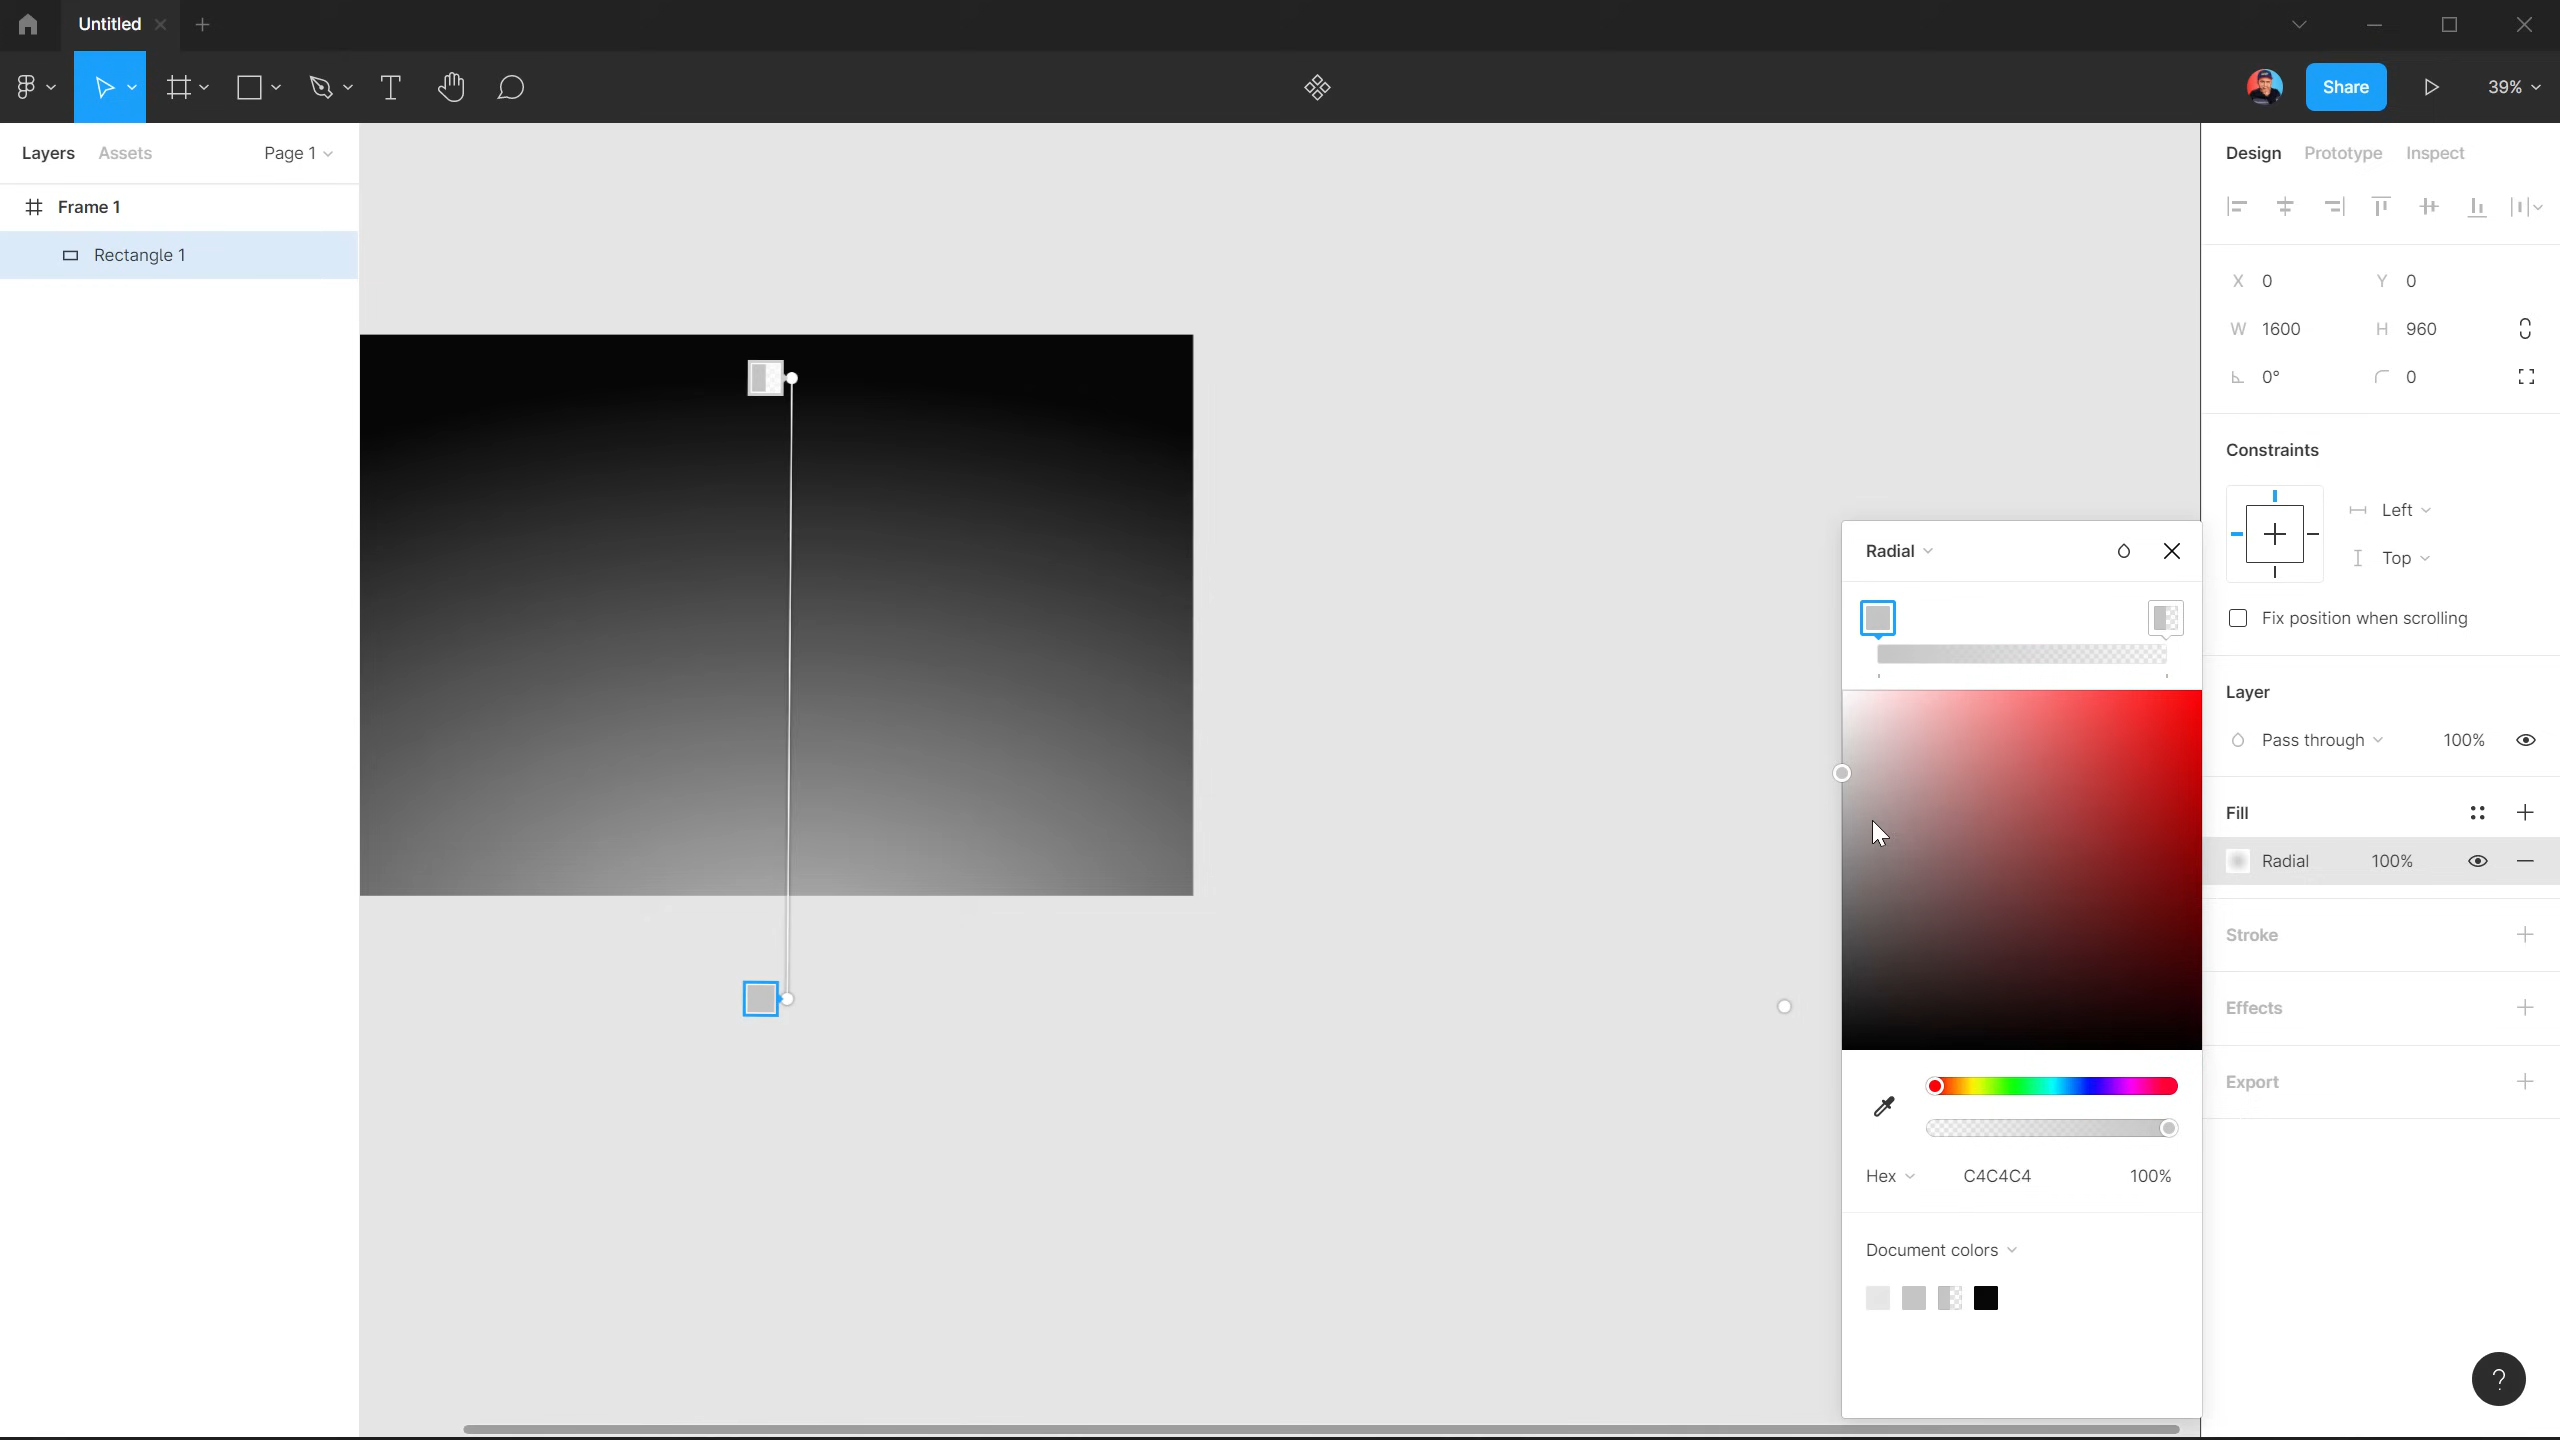 Untitled
Share
39%
Layers
Assets
Page 1
Design
Prototype
Inspect
Frame 1
Rectangle 1
X 0
Y 0
W 1600
H 960
0°
0
Constraints
Left
Top
Fix position when scrolling
Radial
Layer
Pass through
100%
Fill
Radial
100%
Stroke
Effects
Export
Hex
C4C4C4
100%
Document colors
?